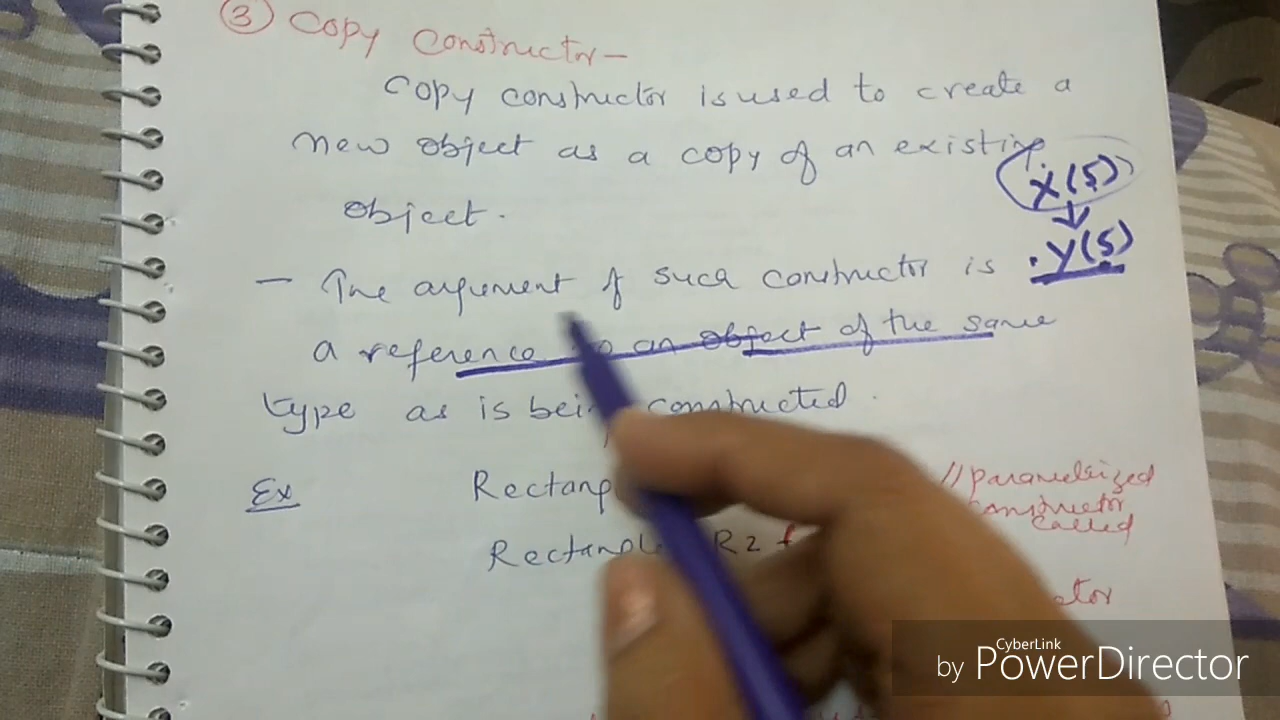 ③ Copy Constructor -
Copy constructor is used to create a
new object as a copy of an existing
object.
X(5)
↓
. Y(5)
- The argument of such constructor is
a reference to an object of the same
type as is being constructed.
Ex
// parameterized
constructor
called
R2
CyberLink
by PowerDirector